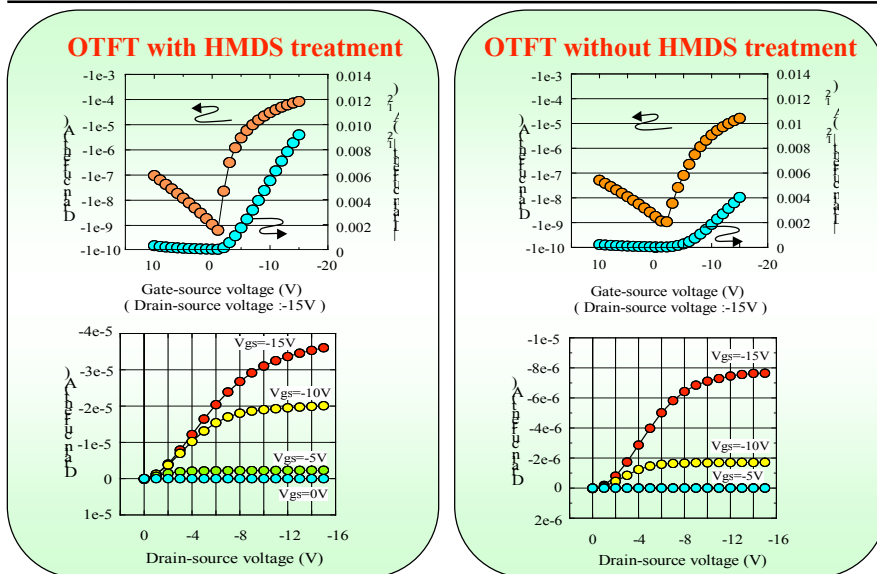 OTFT with HMDS treatment
-1e-3
-1e-4
-1e-5
-1e-6
-1e-7
-1e-8
-1e-9
-1e-10
0.014
0.012
0.010
0.008
0.006
0.004
0.002
0
10 0 -10 -20
Gate-source voltage (V)
( Drain-source voltage :-15V)
-4e-5
-3e-5
-2e-5
-1e-5
0
1e-5
Vgs=-15V
Vgs=-10V
Vgs=-5V
Vgs=0V
0 -4 -8 -12 -16
Drain-source voltage (V)
OTFT without HMDS treatment
-1e-3
-1e-4
-1e-5
-1e-6
-1e-7
-1e-8
-1e-9
-1e-10
0.014
0.012
0.01
0.008
0.006
0.004
0.002
0
10 0 -10 -20
Gate-source voltage (V)
( Drain-source voltage :-15V)
-1e-5
-8e-6
-6e-6
-4e-6
-2e-6
0
2e-6
Vgs=-15V
Vgs=-10V
Vgs=-5V
0 -4 -8 -12 -16
Drain-source voltage (V)